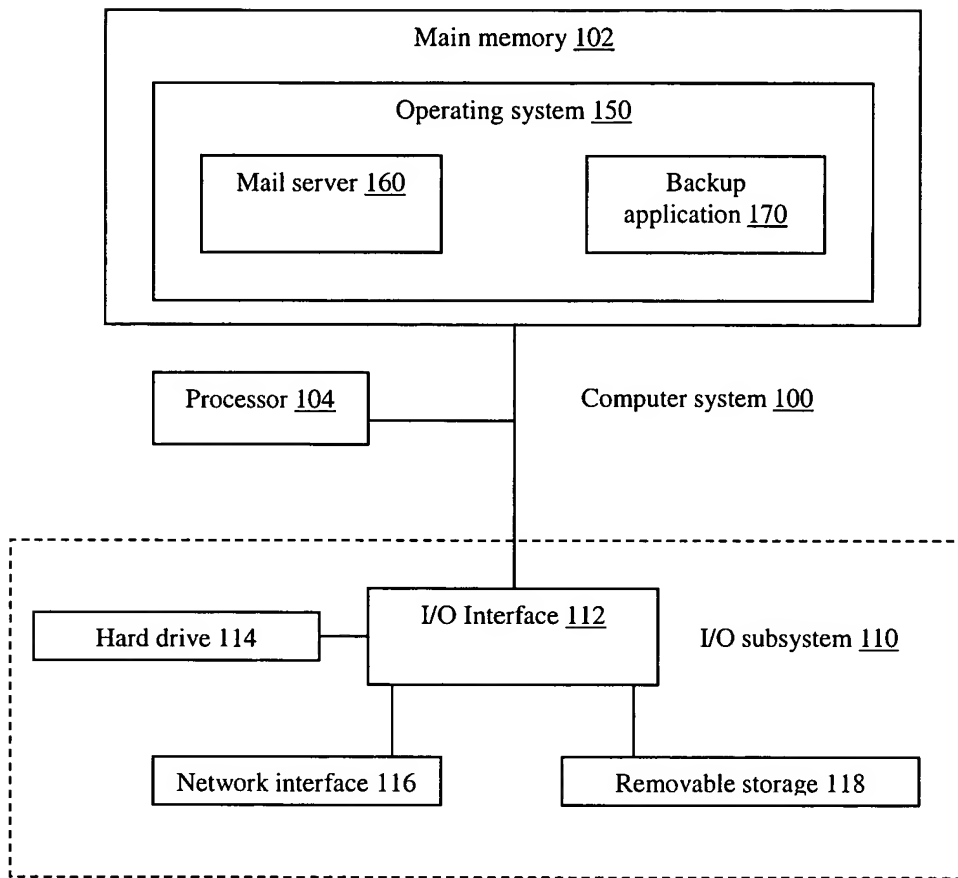 Main memory 102
Operating system 150
Mail server 160
Backup
application 170
Processor 104
Computer system 100
I/O Interface 112
Hard drive 114
I/O subsystem 110
Network interface 116
Removable storage 118